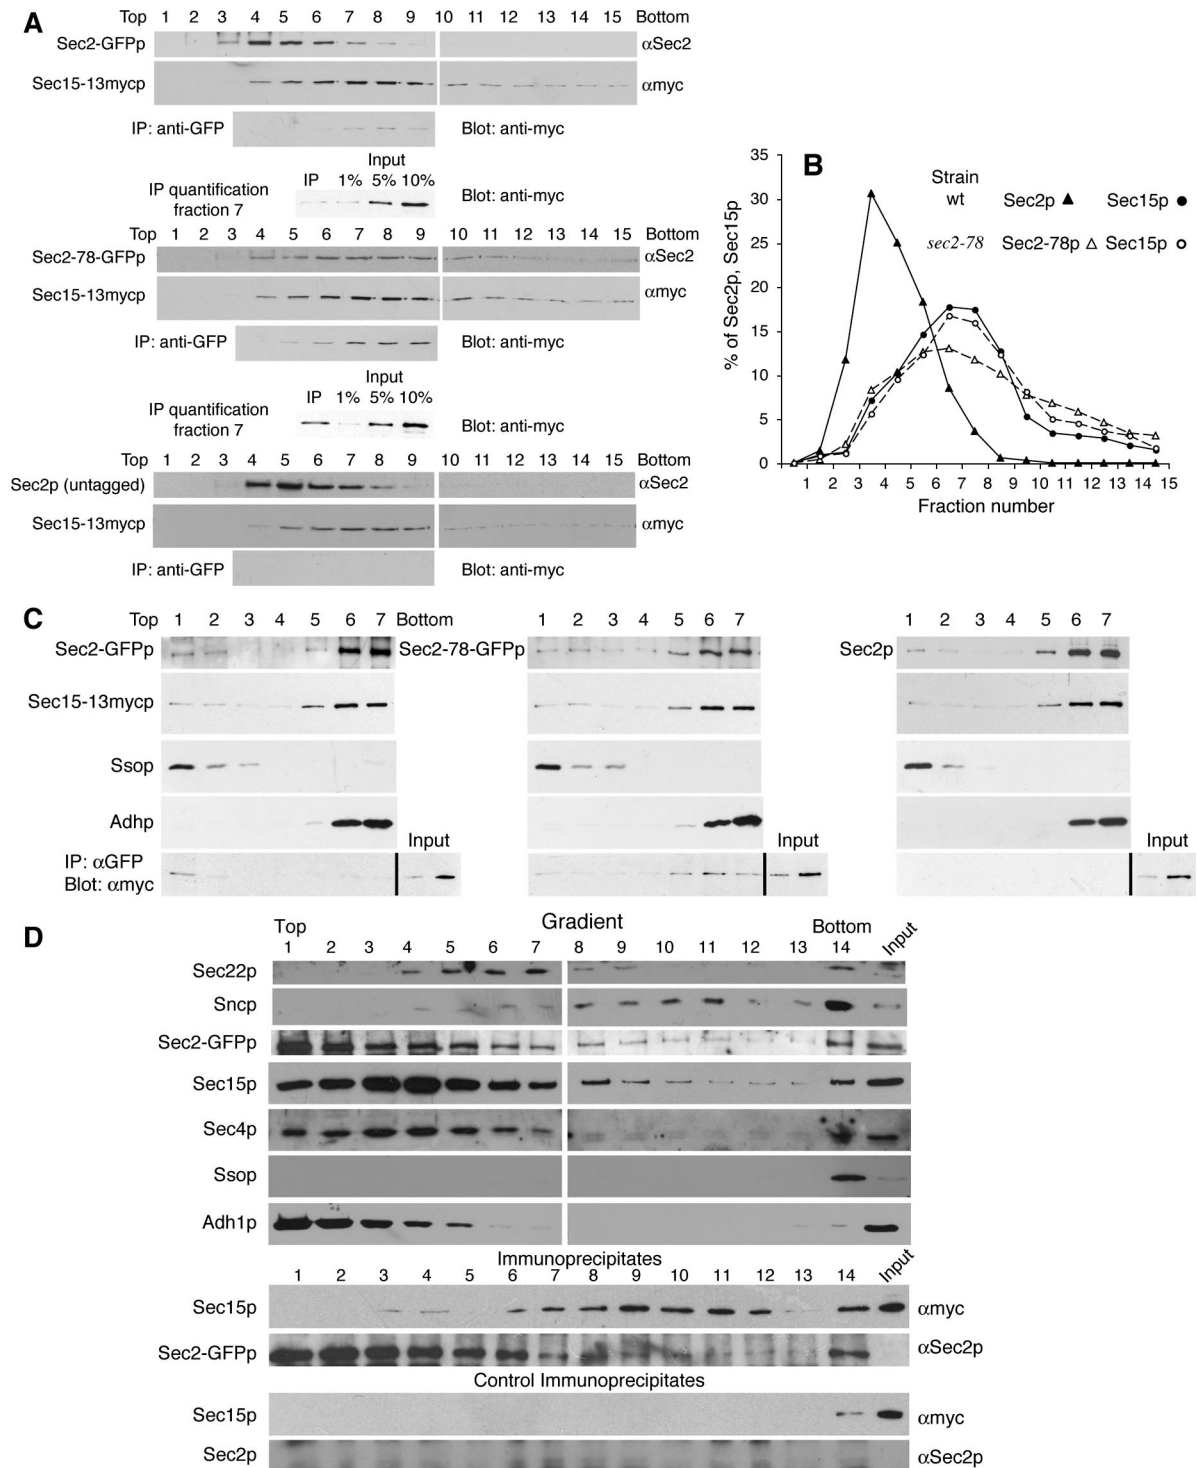 A
Top 1 2 3 4 5 6 7 8 9 10 11 12 13 14 15 Bottom
Sec2-GFPp αSec2
Sec15-13mycp αmyc
IP: anti-GFP Blot: anti-myc
Input
IP 1% 5% 10%
IP quantification
fraction 7
Blot: anti-myc
Top 1 2 3 4 5 6 7 8 9 10 11 12 13 14 15 Bottom
Sec2-78-GFPp αSec2
Sec15-13mycp αmyc
IP: anti-GFP Blot: anti-myc
Input
IP 1% 5% 10%
IP quantification
fraction 7
Blot: anti-myc
Top 1 2 3 4 5 6 7 8 9 10 11 12 13 14 15 Bottom
Sec2p (untagged) αSec2
Sec15-13mycp αmyc
IP: anti-GFP Blot: anti-myc
B
% of Sec2p, Sec15p
35
30
25
20
15
10
5
0
Strain
wt Sec2p ▲ Sec15p ●
sec2-78 Sec2-78p △ Sec15p ○
1 2 3 4 5 6 7 8 9 10 11 12 13 14 15
Fraction number
C
Top 1 2 3 4 5 6 7 Bottom 1 2 3 4 5 6 7 1 2 3 4 5 6 7
Sec2-GFPp Sec2-78-GFPp Sec2p
Sec15-13mycp
Ssop
Adhp
Input Input Input
IP: αGFP
Blot: αmyc
D
Top Gradient Bottom
1 2 3 4 5 6 7 8 9 10 11 12 13 14 Input
Sec22p
Sncp
Sec2-GFPp
Sec15p
Sec4p
Ssop
Adh1p
Immunoprecipitates
1 2 3 4 5 6 7 8 9 10 11 12 13 14 Input
Sec15p αmyc
Sec2-GFPp αSec2p
Control Immunoprecipitates
Sec15p αmyc
Sec2p αSec2p